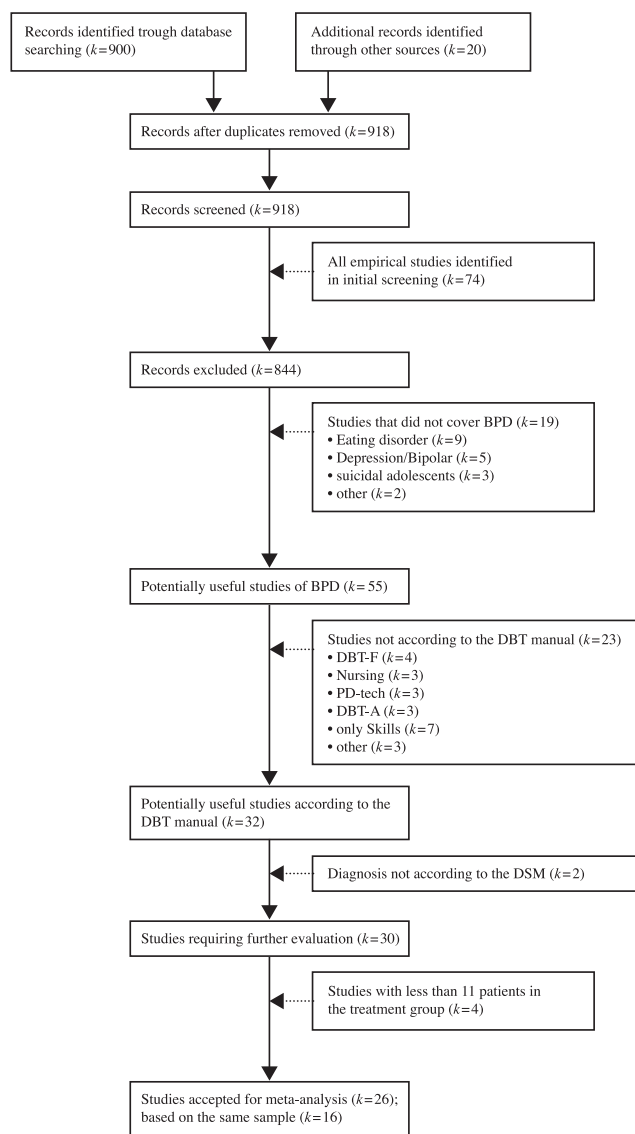 Records identified trough database
searching (k=900)
Additional records identified
through other sources (k=20)
Records after duplicates removed (k=918)
Records screened (k=918)
All empirical studies identified
in initial screening (k=74)
Records excluded (k=844)
Studies that did not cover BPD (k=19)
• Eating disorder (k=9)
• Depression/Bipolar (k=5)
• suicidal adolescents (k=3)
• other (k=2)
Potentially useful studies of BPD (k=55)
Studies not according to the DBT manual (k=23)
• DBT-F (k=4)
• Nursing (k=3)
• PD-tech (k=3)
• DBT-A (k=3)
• only Skills (k=7)
• other (k=3)
Potentially useful studies according to the
DBT manual (k=32)
Diagnosis not according to the DSM (k=2)
Studies requiring further evaluation (k=30)
Studies with less than 11 patients in
the treatment group (k=4)
Studies accepted for meta-analysis (k=26);
based on the same sample (k=16)